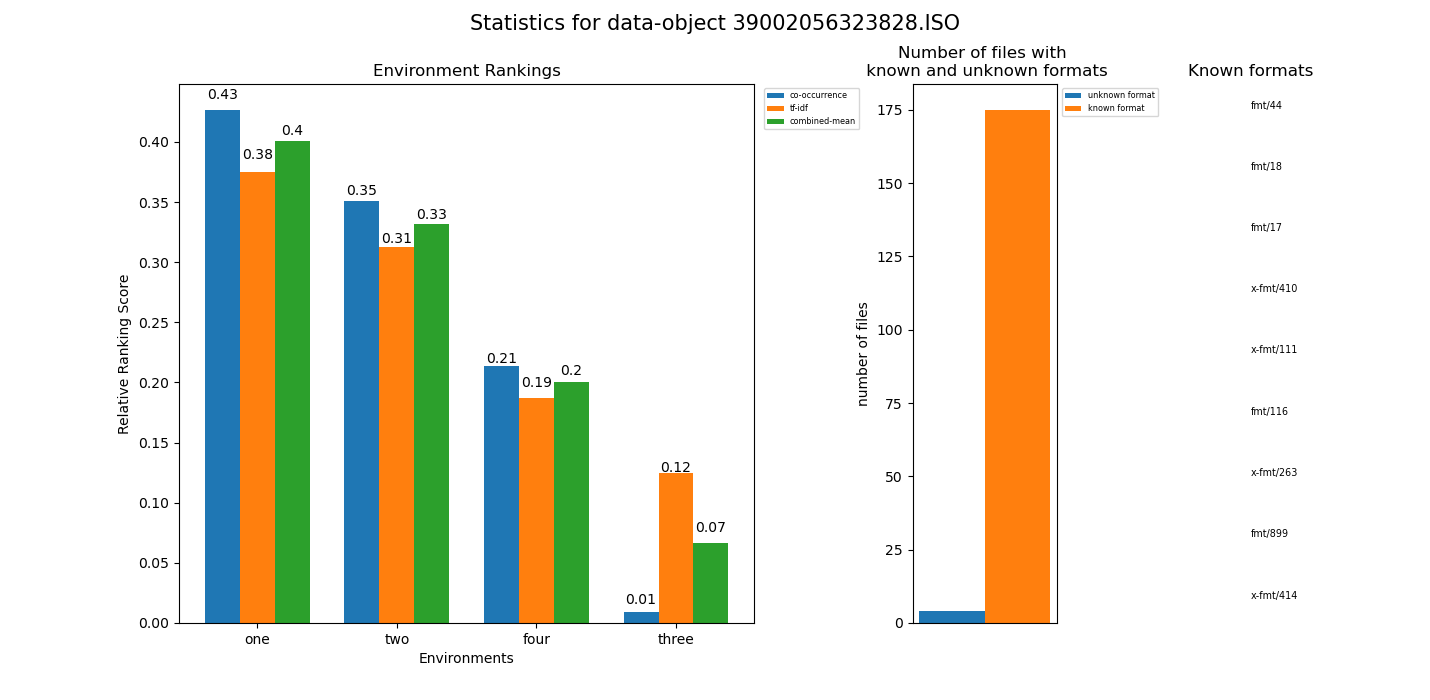 Statistics for data-object 39002056323828.ISO
Environment Rankings
0.43
0.38
0.4
0.35
0.31
0.33
0.21
0.19
0.2
0.01
0.12
0.07
0.40
0.35
0.30
0.25
0.20
0.15
0.10
0.05
0.00
Relative Ranking Score
one two four three
Environments
co-occurrence
tf-idf
combined-mean
Number of files with
known and unknown formats
175
150
125
100
75
50
25
0
number of files
unknown format
known format
Known formats
fmt/44
fmt/18
fmt/17
x-fmt/410
x-fmt/111
fmt/116
x-fmt/263
fmt/899
x-fmt/414